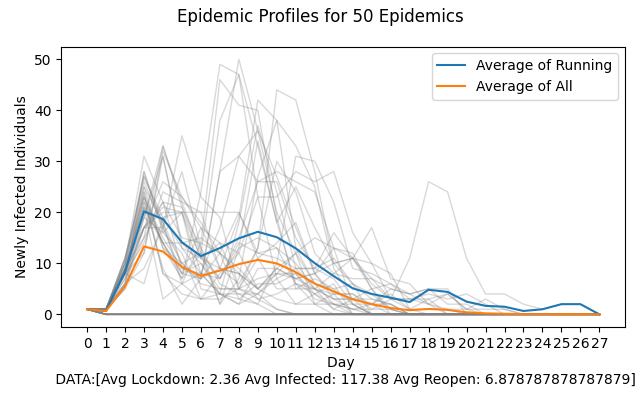 Epidemic Profiles for 50 Epidemics
50
40
30
20
10
0
Newly Infected Individuals
Average of Running
Average of All
0 1 2 3 4 5 6 7 8 9 10 11 12 13 14 15 16 17 18 19 20 21 22 23 24 25 26 27
Day
DATA:[Avg Lockdown: 2.36 Avg Infected: 117.38 Avg Reopen: 6.878787878787879]